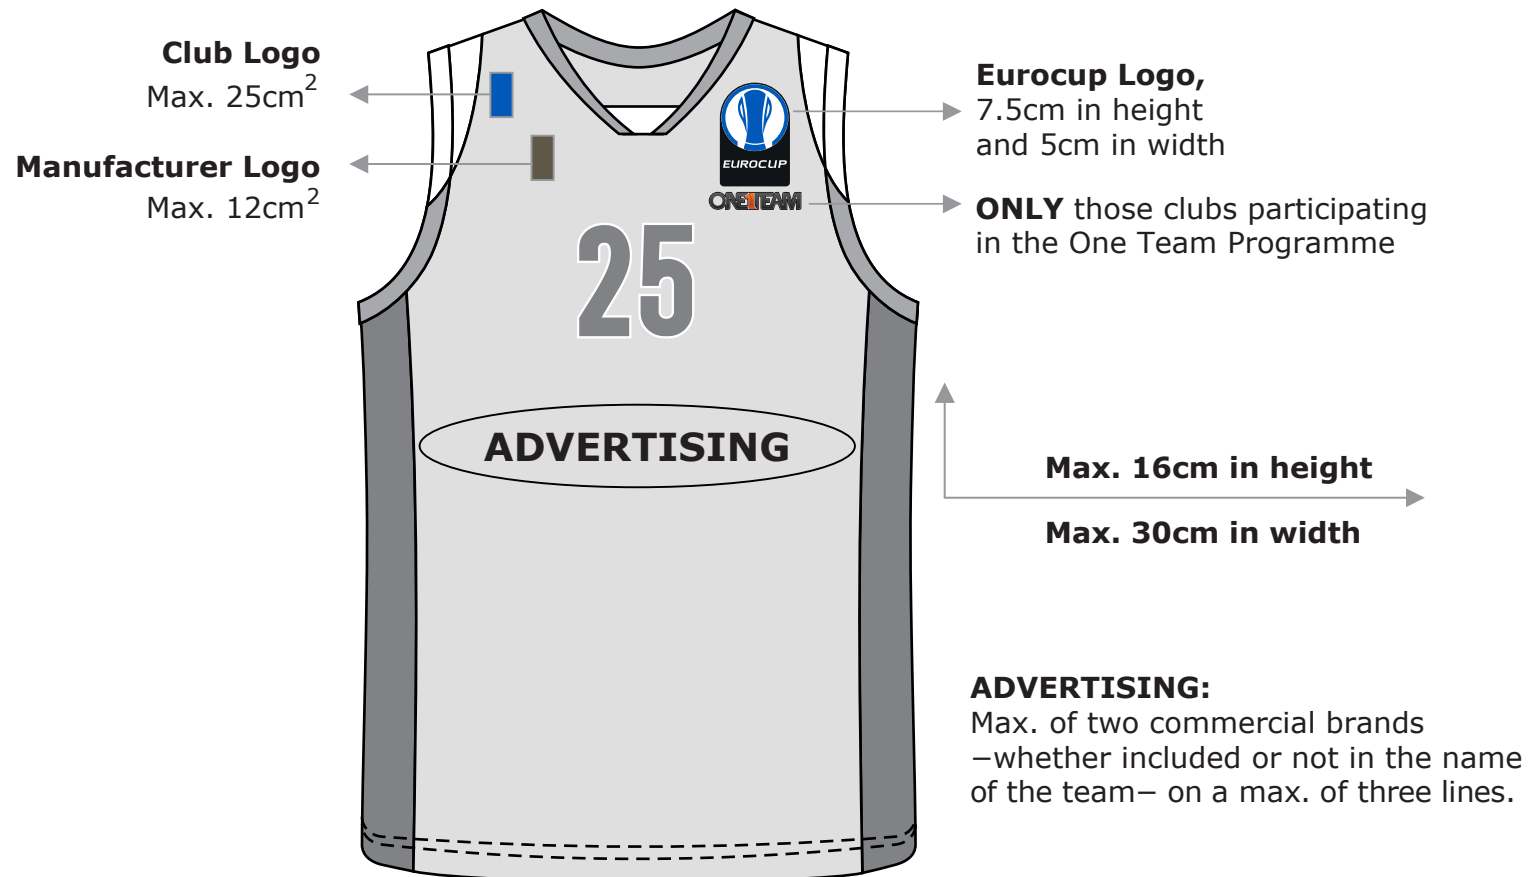 Club Logo
Max. 25cm²
Manufacturer Logo
Max. 12cm²
EUROCUP
ONE1TEAM
Eurocup Logo,
7.5cm in height
and 5cm in width
ONLY those clubs participating
in the One Team Programme
25
ADVERTISING
Max. 16cm in height
Max. 30cm in width
ADVERTISING:
Max. of two commercial brands
−whether included or not in the name
of the team− on a max. of three lines.